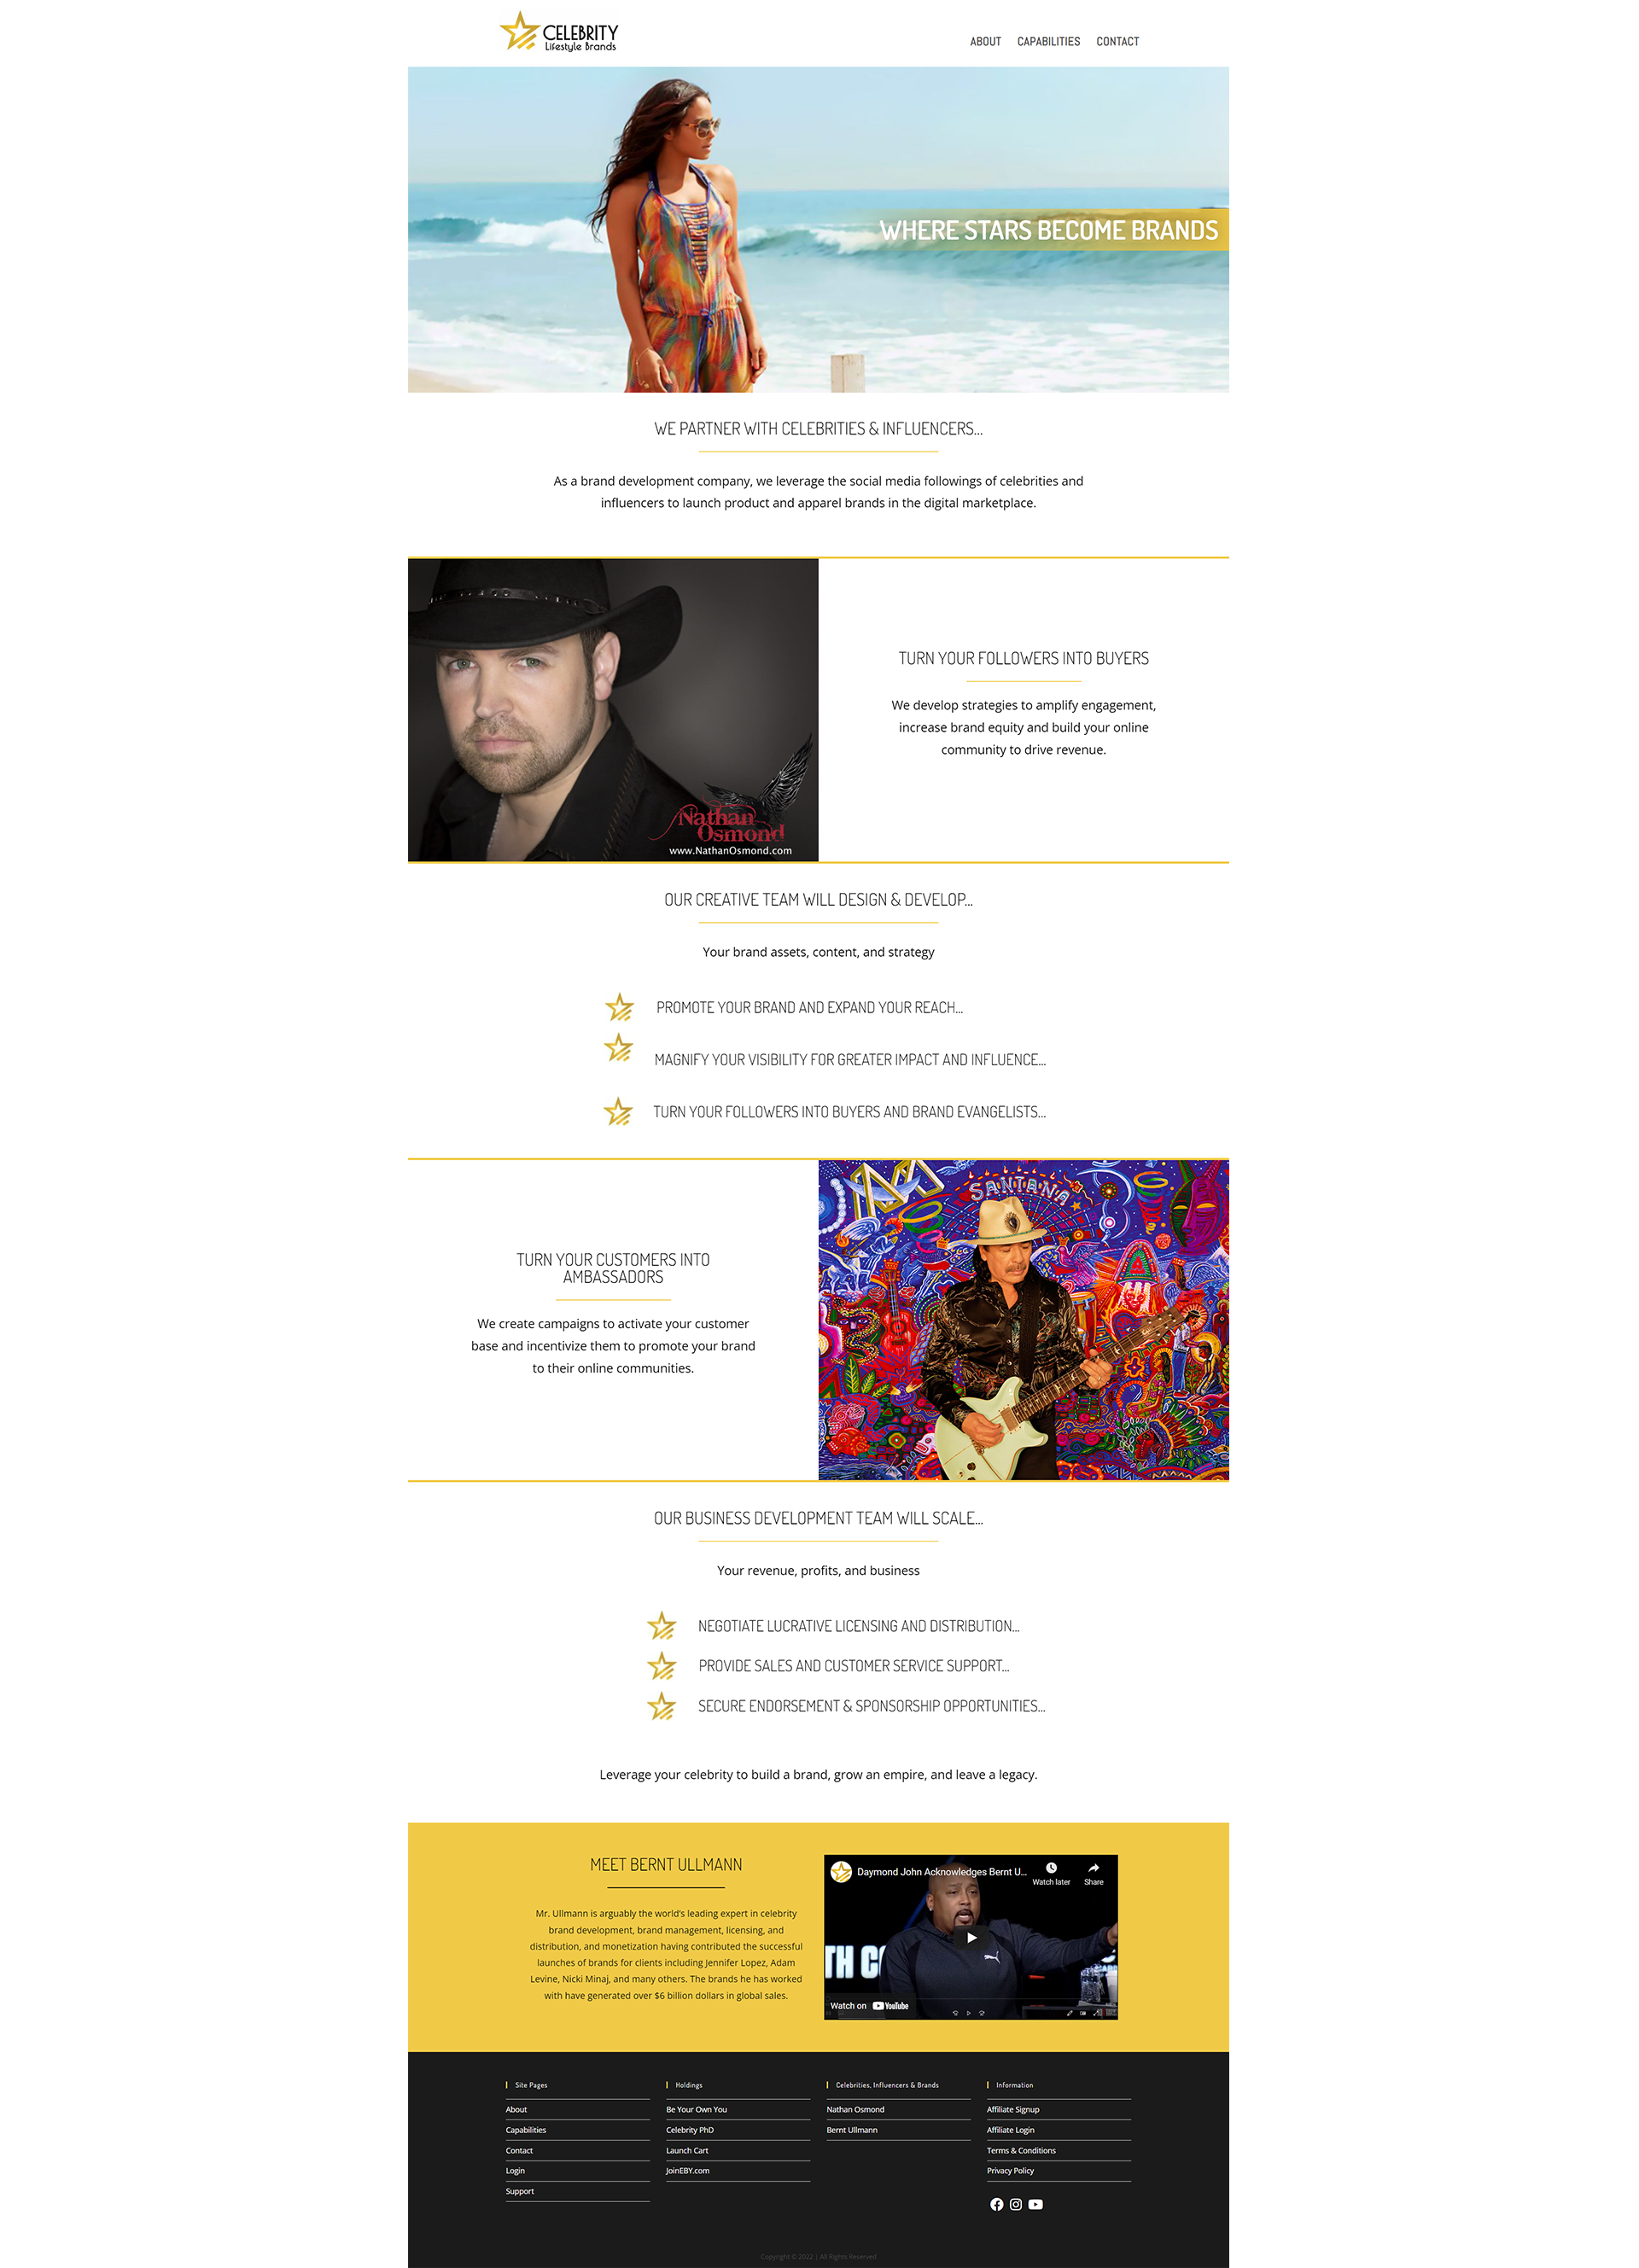 CELEBRITY
Lifestyle Brands
ABOUT CAPABILITIES CONTACT
WHERE STARS BECOME BRANDS
WE PARTNER WITH CELEBRITIES & INFLUENCERS...
As a brand development company, we leverage the social media followings of celebrities and
influencers to launch product and apparel brands in the digital marketplace.
Nathan
Osmond
www.NathanOsmond.com
TURN YOUR FOLLOWERS INTO BUYERS
We develop strategies to amplify engagement,
increase brand equity and build your online
community to drive revenue.
OUR CREATIVE TEAM WILL DESIGN & DEVELOP...
Your brand assets, content, and strategy
PROMOTE YOUR BRAND AND EXPAND YOUR REACH...
MAGNIFY YOUR VISIBILITY FOR GREATER IMPACT AND INFLUENCE...
TURN YOUR FOLLOWERS INTO BUYERS AND BRAND EVANGELISTS...
TURN YOUR CUSTOMERS INTO
AMBASSADORS
We create campaigns to activate your customer
base and incentivize them to promote your brand
to their online communities.
SANTANA
OUR BUSINESS DEVELOPMENT TEAM WILL SCALE...
Your revenue, profits, and business
NEGOTIATE LUCRATIVE LICENSING AND DISTRIBUTION...
PROVIDE SALES AND CUSTOMER SERVICE SUPPORT...
SECURE ENDORSEMENT & SPONSORSHIP OPPORTUNITIES...
Leverage your celebrity to build a brand, grow an empire, and leave a legacy.
MEET BERNT ULLMANN
Mr. Ullmann is arguably the world's leading expert in celebrity
brand development, brand management, licensing, and
distribution, and monetization having contributed the successful
launches of brands for clients including Jennifer Lopez, Adam
Levine, Nicki Minaj, and many others. The brands he has worked
with have generated over $6 billion dollars in global sales.
Daymond John Acknowledges Bernt U...
Watch later
Share
TH C
Watch on YouTube
Site Pages
About
Capabilities
Contact
Login
Support
Holdings
Be Your Own You
Celebrity PhD
Launch Cart
JoinEBY.com
Celebrities, Influencers & Brands
Nathan Osmond
Bernt Ullmann
Information
Affiliate Signup
Affiliate Login
Terms & Conditions
Privacy Policy
Copyright © 2022 | All Rights Reserved